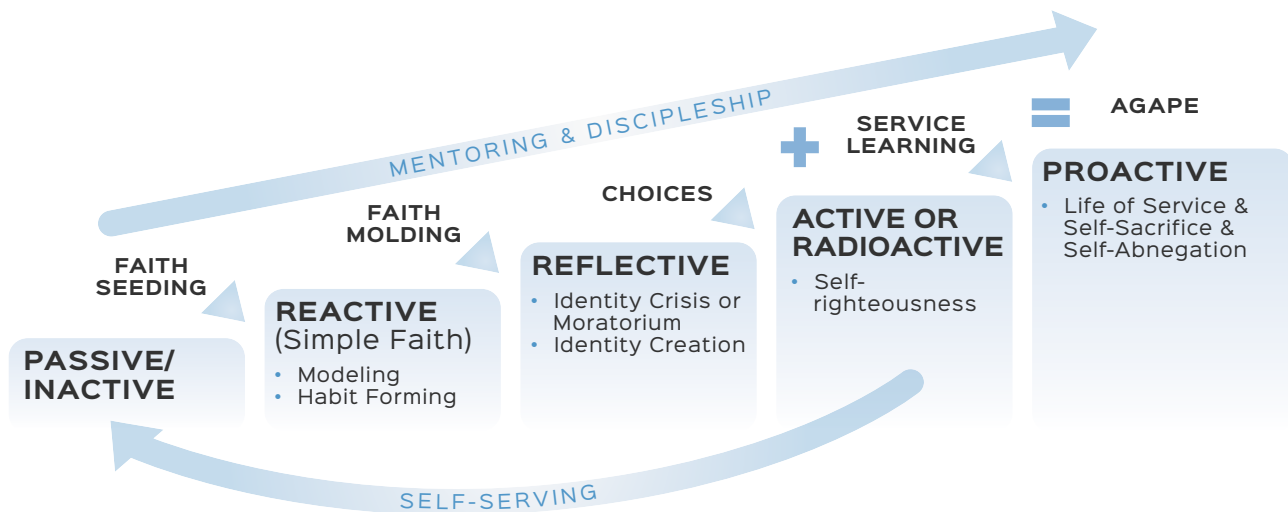 MENTORING & DISCIPLESHIP
AGAPE
SERVICE
LEARNING
PROACTIVE
• Life of Service &
Self-Sacrifice &
Self-Abnegation
CHOICES
ACTIVE OR
RADIOACTIVE
• Self-
righteousness
FAITH
MOLDING
REFLECTIVE
• Identity Crisis or
Moratorium
• Identity Creation
FAITH
SEEDING
REACTIVE
(Simple Faith)
• Modeling
• Habit Forming
PASSIVE/
INACTIVE
SELF-SERVING